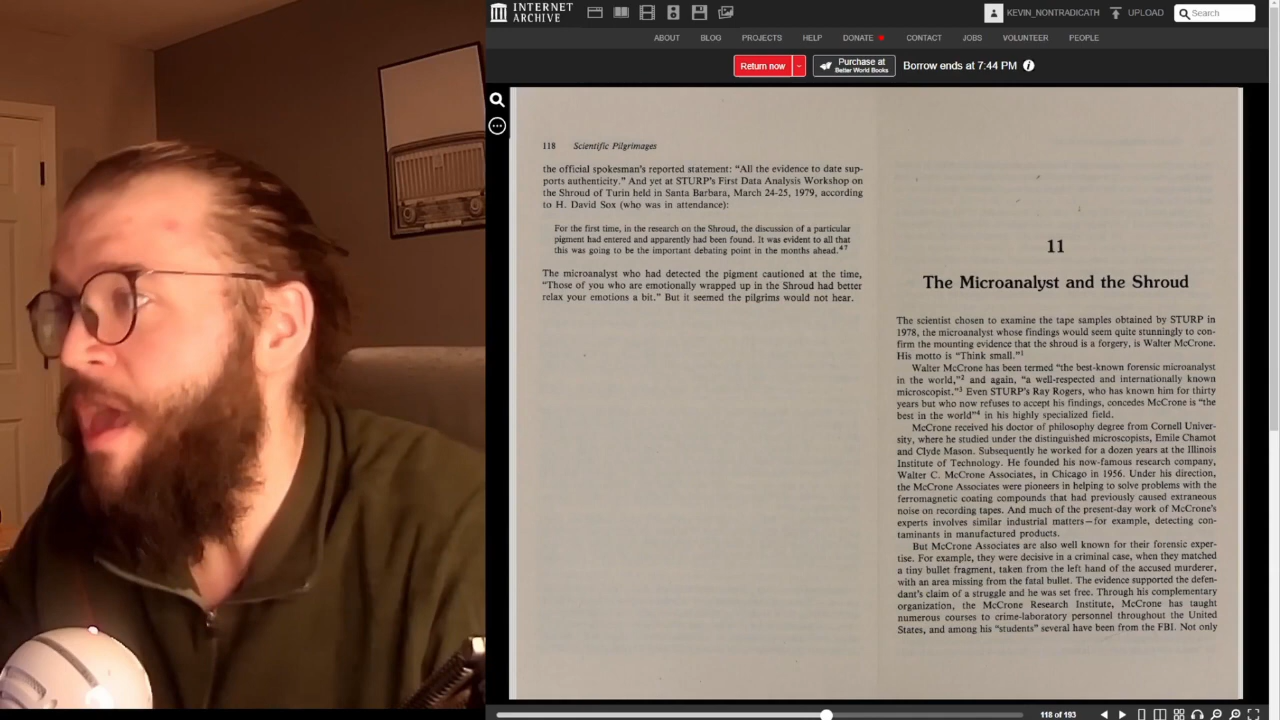 INTERNET
ARCHIVE
KEVIN_NONTRADICATH
UPLOAD
Search
ABOUT
BLOG
PROJECTS
HELP
DONATE
CONTACT
JOBS
VOLUNTEER
PEOPLE
Return now
Purchase at
Better World Books
Borrow ends at 7:44 PM
118 Scientific Pilgrimages
the official spokesman's reported statement: "All the evidence to date sup-
ports authenticity." And yet at STURP's First Data Analysis Workshop on
the Shroud of Turin held in Santa Barbara, March 24-25, 1979, according
to H. David Sox (who was in attendance):
For the first time, in the research on the Shroud, the discussion of a particular
pigment had entered and apparently had been found. It was evident to all that
this was going to be the important debating point in the months ahead.47
The microanalyst who had detected the pigment cautioned at the time,
"Those of you who are emotionally wrapped up in the Shroud had better
relax your emotions a bit." But it seemed the pilgrims would not hear.
11
The Microanalyst and the Shroud
The scientist chosen to examine the tape samples obtained by STURP in
1978, the microanalyst whose findings would seem quite stunningly to con-
firm the mounting evidence that the shroud is a forgery, is Walter McCrone.
His motto is "Think small."1
Walter McCrone has been termed "the best-known forensic microanalyst
in the world,"2 and again, "a well-respected and internationally known
microscopist."3 Even STURP's Ray Rogers, who has known him for thirty
years but who now refuses to accept his findings, concedes McCrone is "the
best in the world"4 in his highly specialized field.
McCrone received his doctor of philosophy degree from Cornell Univer-
sity, where he studied under the distinguished microscopists, Emile Chamot
and Clyde Mason. Subsequently he worked for a dozen years at the Illinois
Institute of Technology. He founded his now-famous research company,
Walter C. McCrone Associates, in Chicago in 1956. Under his direction,
the McCrone Associates were pioneers in helping to solve problems with the
ferromagnetic coating compounds that had previously caused extraneous
noise on recording tapes. And much of the present-day work of McCrone's
experts involves similar industrial matters—for example, detecting con-
taminants in manufactured products.
But McCrone Associates are also well known for their forensic exper-
tise. For example, they were decisive in a criminal case, when they matched
a tiny bullet fragment, taken from the left hand of the accused murderer,
with an area missing from the fatal bullet. The evidence supported the defen-
dant's claim of a struggle and he was set free. Through his complementary
organization, the McCrone Research Institute, McCrone has taught
numerous courses to crime-laboratory personnel throughout the United
States, and among his "students" several have been from the FBI. Not only
118 of 193